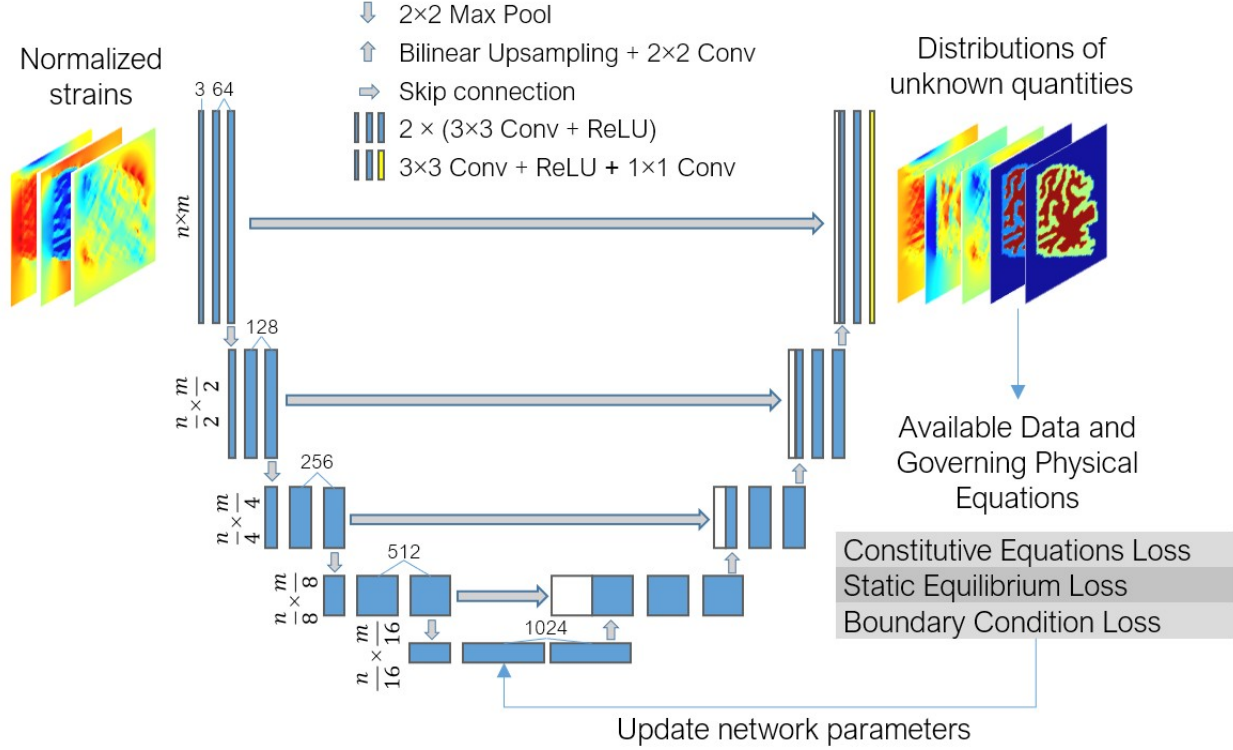 2×2 Max Pool
Bilinear Upsampling + 2×2 Conv
Skip connection
2 × (3×3 Conv + ReLU)
3×3 Conv + ReLU + 1×1 Conv
Normalized
strains
3 64
n×m
128
n/2 × m/2
256
n/4 × m/4
512
n/8 × m/8
1024
n/16 × m/16
Distributions of
unknown quantities
Available Data and
Governing Physical
Equations
Constitutive Equations Loss
Static Equilibrium Loss
Boundary Condition Loss
Update network parameters